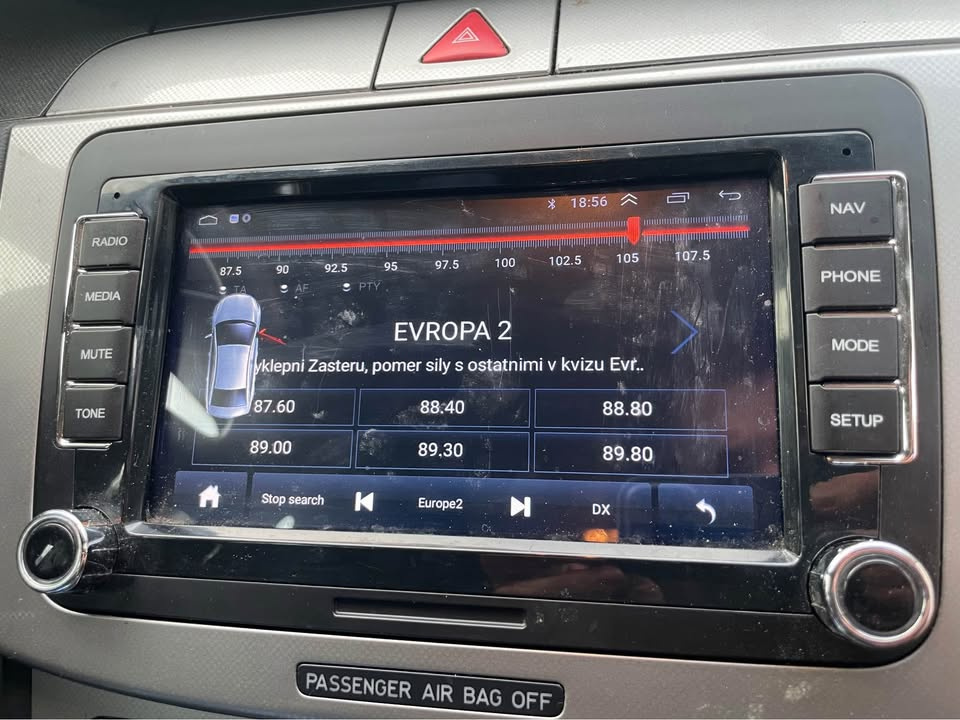 18:56
87.5 90 92.5 95 97.5 100 102.5 105 107.5
TA AF PTY
EVROPA 2
yklepni Zasteru, pomer sily s ostatnimi v kvizu Evr..
87.60 88.40 88.80
89.00 89.30 89.80
Stop search Europe2 DX
RADIO
MEDIA
MUTE
TONE
NAV
PHONE
MODE
SETUP
PASSENGER AIR BAG OFF